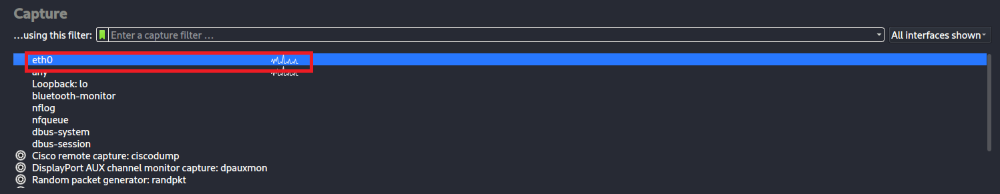 Capture
...using this filter: Enter a capture filter ... All interfaces shown
eth0
any
Loopback: lo
bluetooth-monitor
nflog
nfqueue
dbus-system
dbus-session
Cisco remote capture: ciscodump
DisplayPort AUX channel monitor capture: dpauxmon
Random packet generator: randpkt